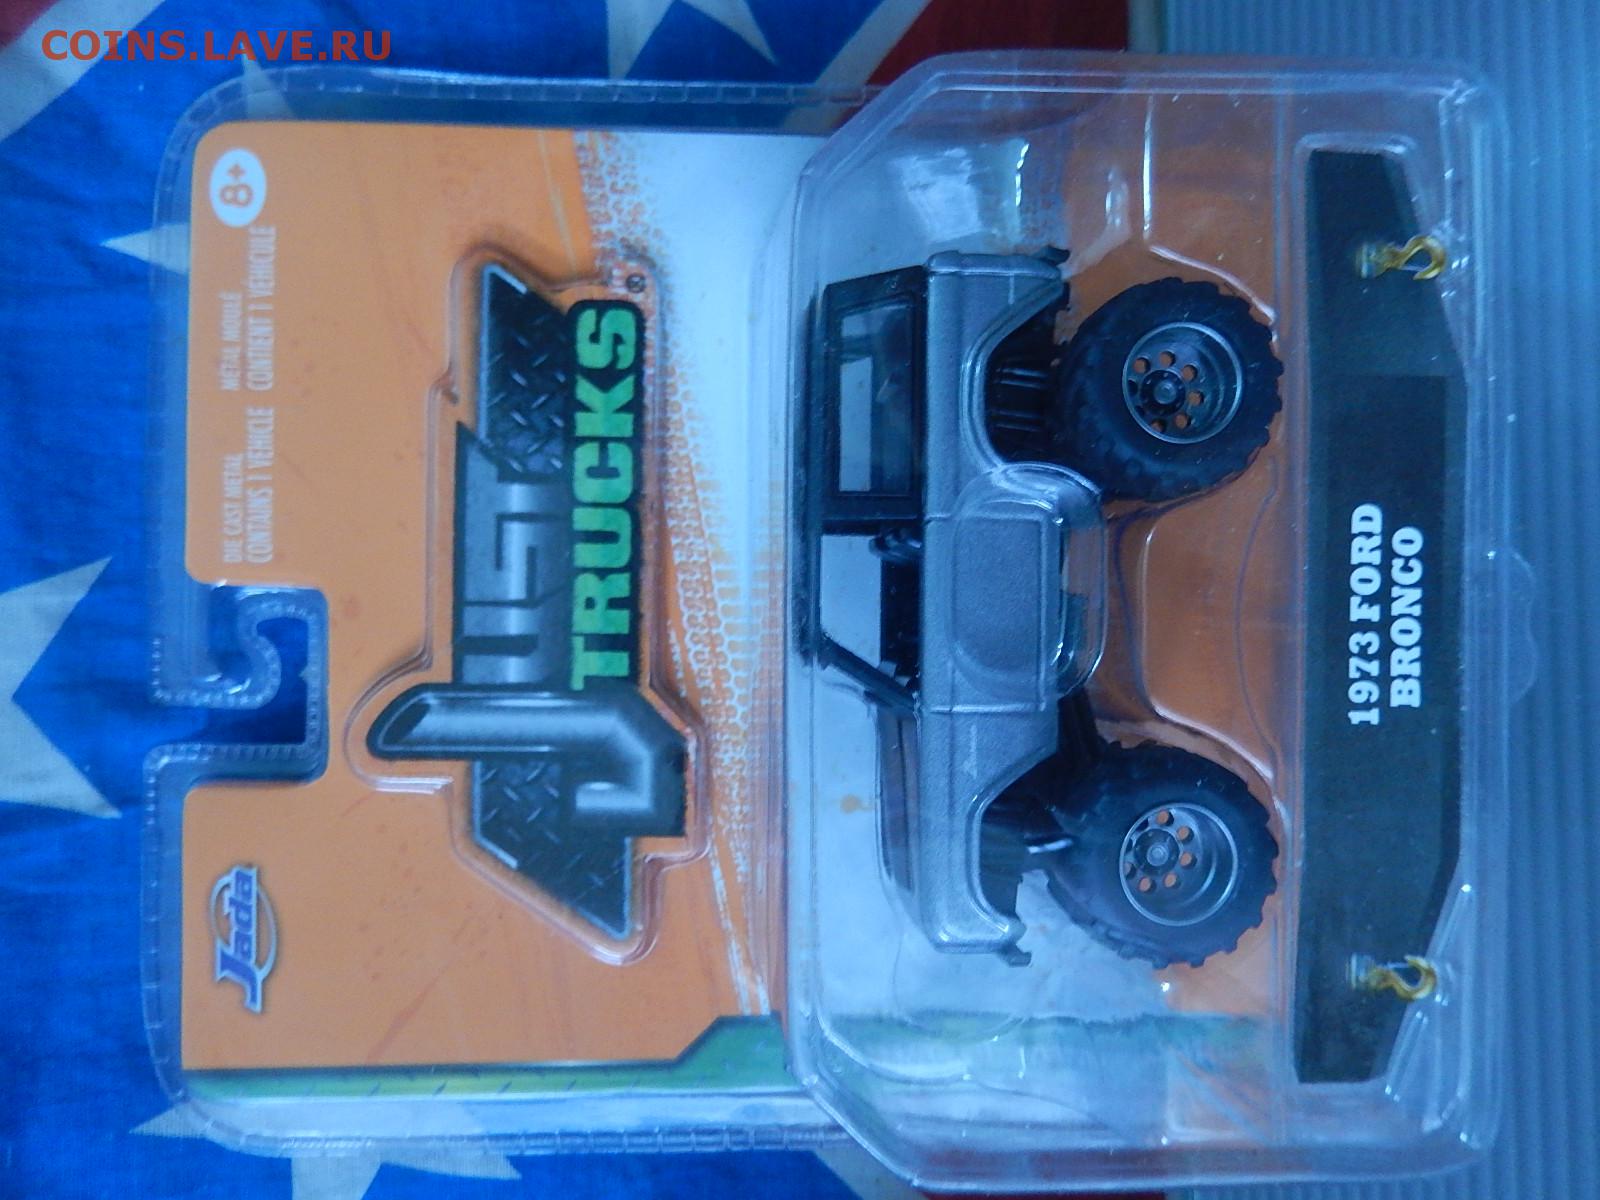 COINS.LAVE.RU
Jada
DIE CAST METAL
CONTAINS 1 VEHICLE
MÉTAL MOULÉ
CONTIENT 1 VÉHICULE
8+
JUST
TRUCKS®
1973 FORD
BRONCO